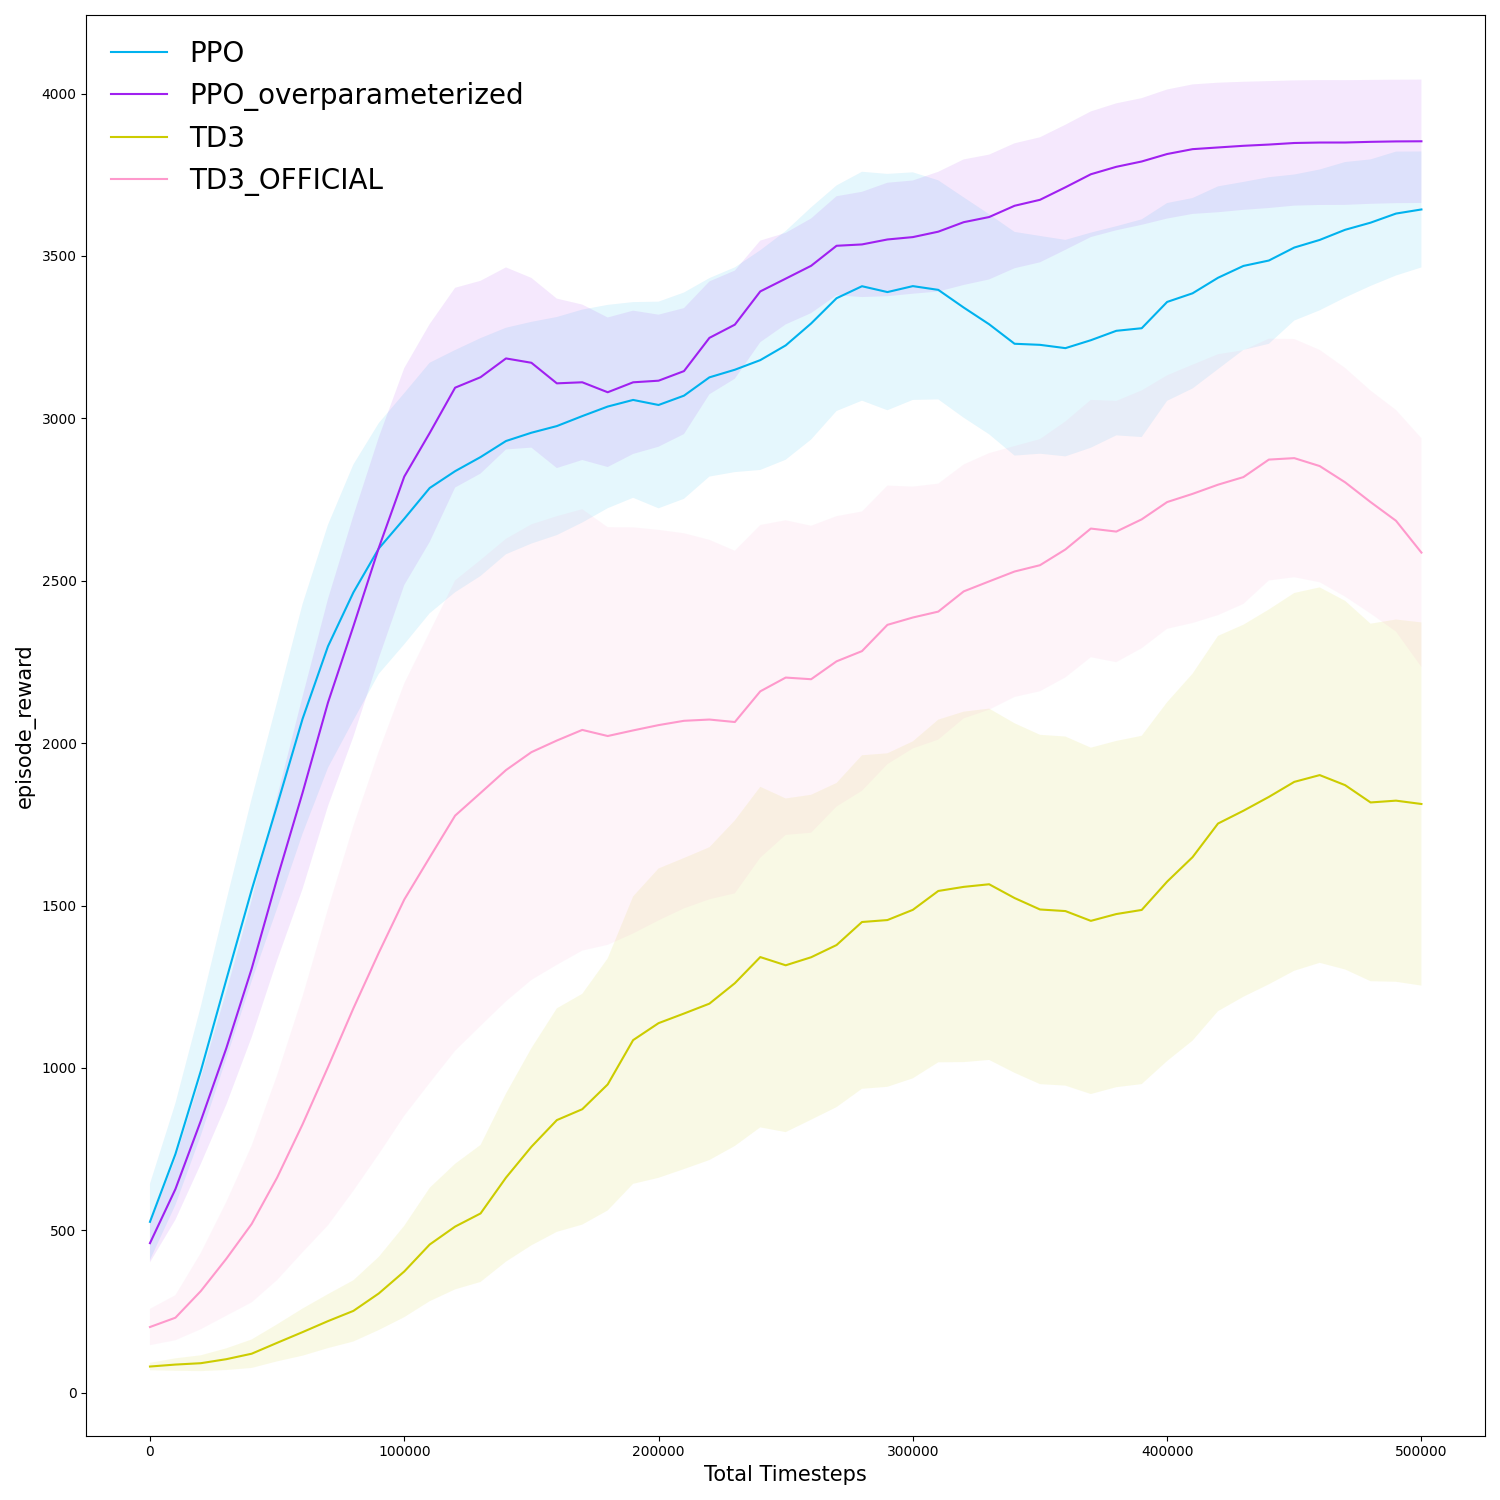 PPO
PPO_overparameterized
TD3
TD3_OFFICIAL
4000
3500
3000
2500
2000
1500
1000
500
0
episode_reward
0 100000 200000 300000 400000 500000
Total Timesteps